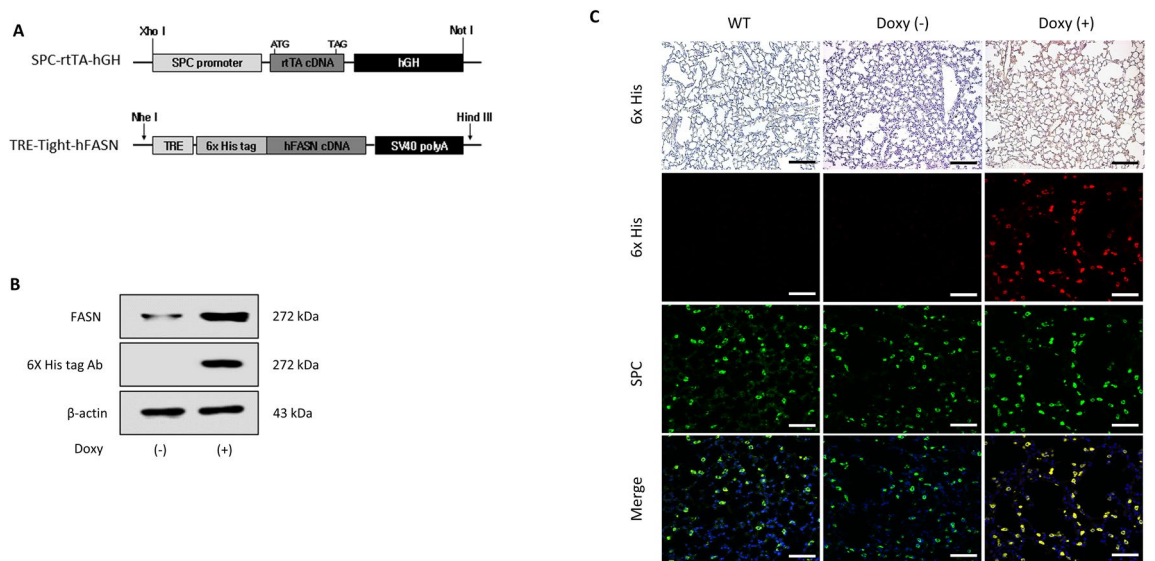 A
Xho I
Not I
ATG
TAG
SPC-rtTA-hGH
SPC promoter
rtTA cDNA
hGH
Nhe I
Hind III
TRE-Tight-hFASN
TRE
6x His tag
hFASN cDNA
SV40 polyA
B
FASN
272 kDa
6X His tag Ab
272 kDa
β-actin
43 kDa
Doxy
(-)
(+)
C
WT
Doxy (-)
Doxy (+)
6x His
6x His
SPC
Merge